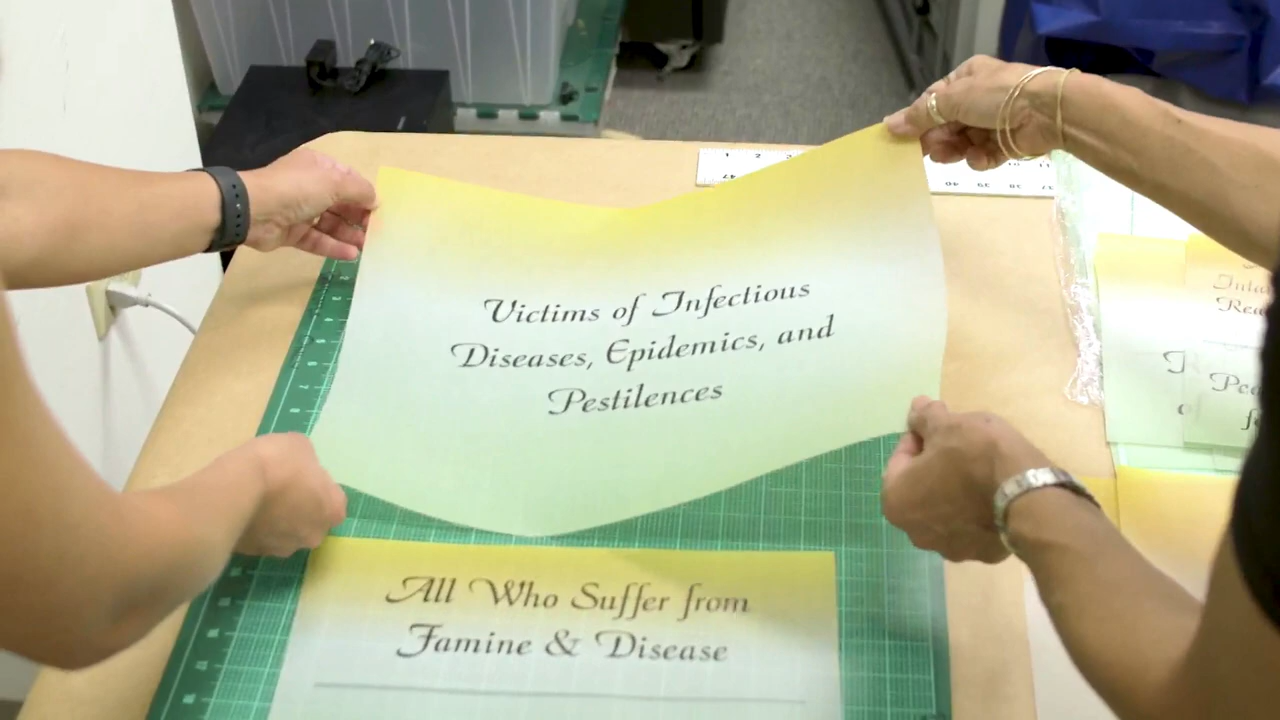 Victims of Infectious
Diseases, Epidemics, and
Pestilences
All Who Suffer from
Famine & Disease